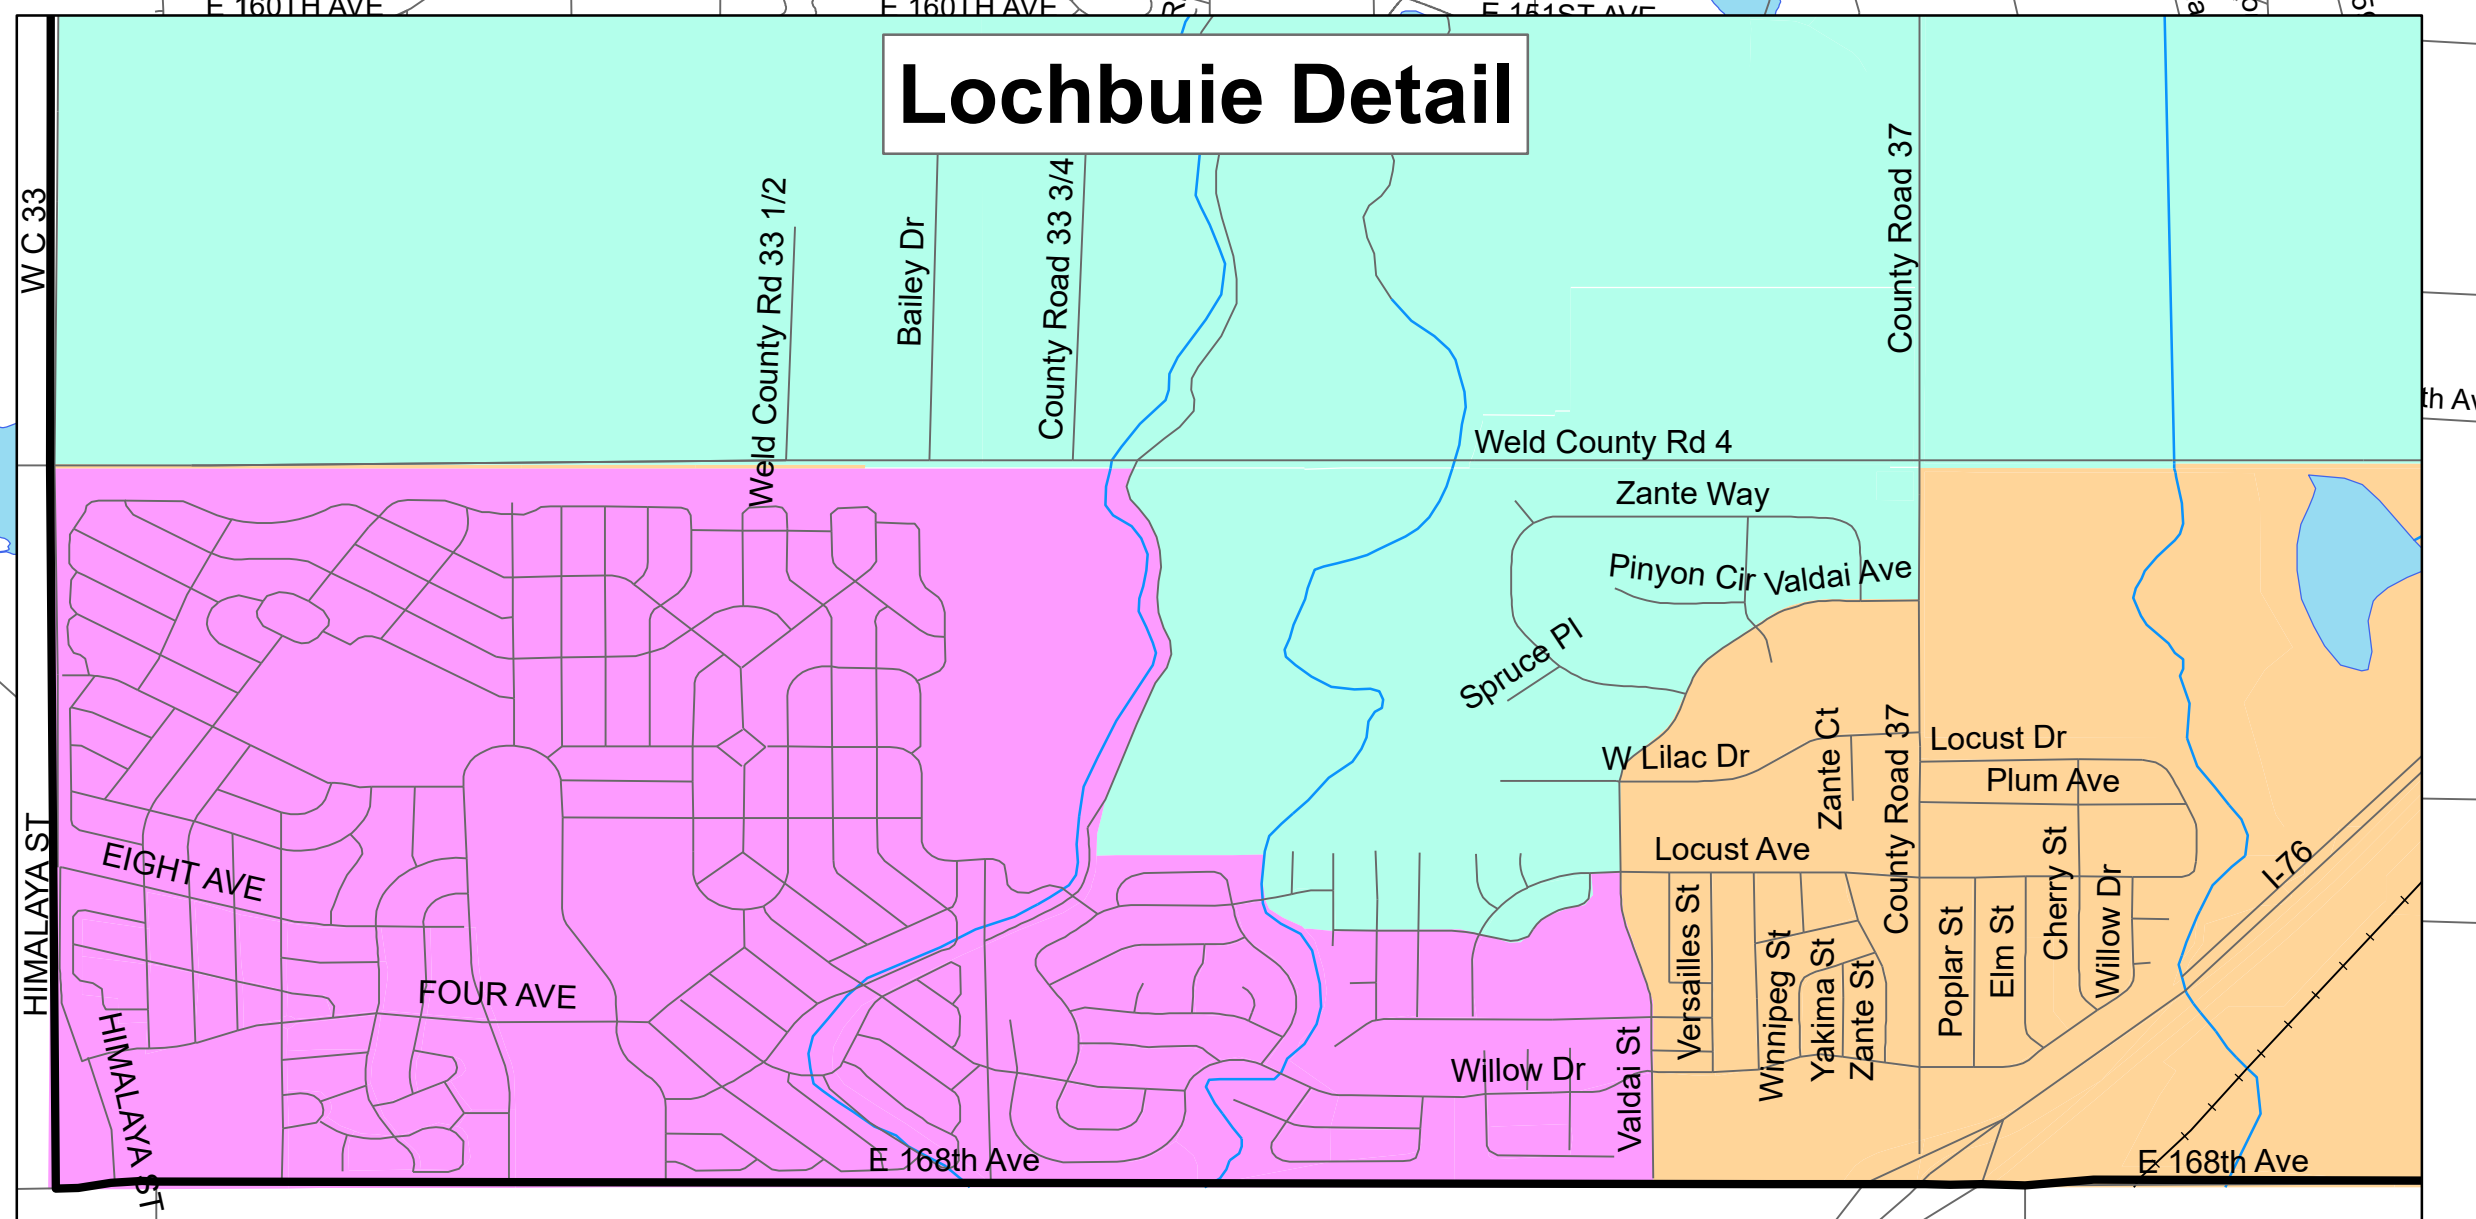 E 160TH AVE
E 160TH AVE
E 151ST AVE
Lochbuie Detail
W C 33
Weld County Rd 33 1/2
Bailey Dr
County Road 33 3/4
County Road 37
Weld County Rd 4
Zante Way
Pinyon Cir
Valdai Ave
Spruce Pl
W Lilac Dr
Zante Ct
County Road 37
Locust Dr
Plum Ave
Locust Ave
I-76
HIMALAYA ST
EIGHT AVE
FOUR AVE
HIMALAYA ST
Versailles St
Winnipeg St
Yakima St
Zante St
Poplar St
Elm St
Cherry St
Willow Dr
Willow Dr
Valdai St
E 168th Ave
E 168th Ave